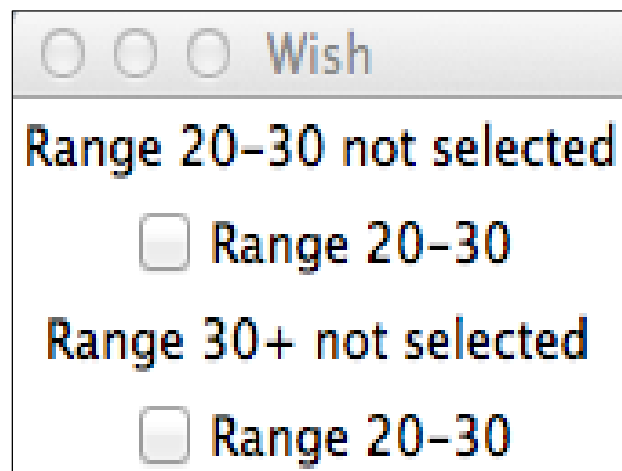 Wish
Range 20-30 not selected
Range 20-30
Range 30+ not selected
Range 20-30